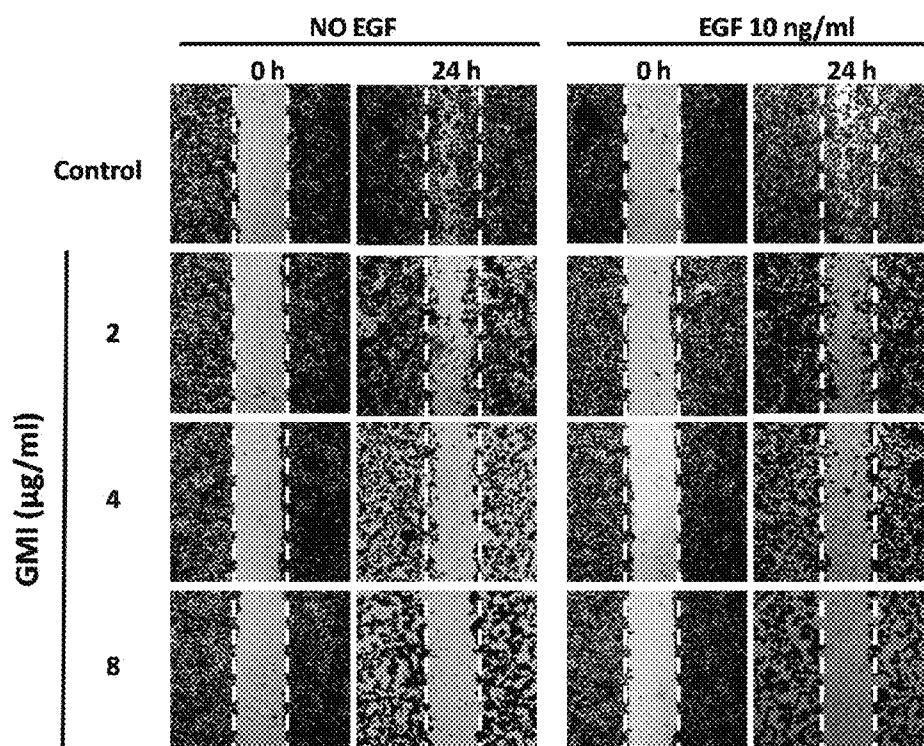 NO EGF EGF 10 ng/ml
0 h 24 h 0 h 24 h
Control
2
4
8
GMI (µg/ml)